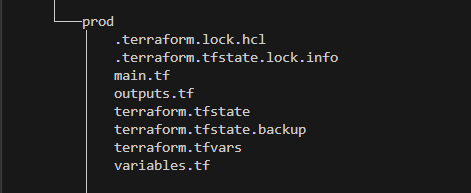 prod
.terraform.lock.hcl
.terraform.tfstate.lock.info
main.tf
outputs.tf
terraform.tfstate
terraform.tfstate.backup
terraform.tfvars
variables.tf